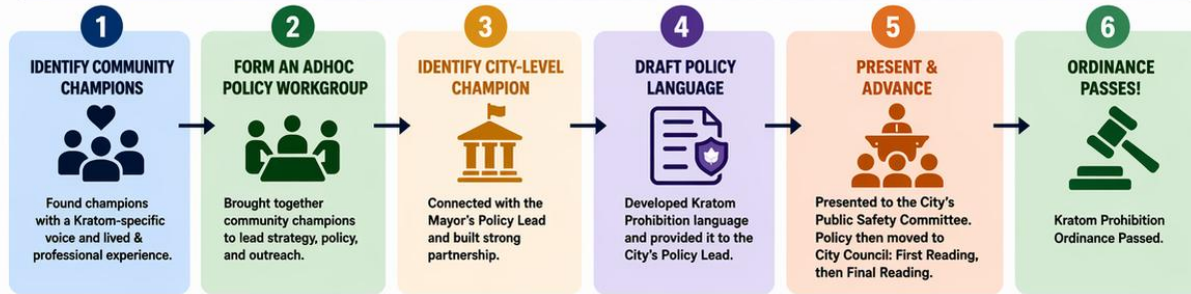 1
IDENTIFY COMMUNITY
CHAMPIONS
Found champions
with a Kratom-specific
voice and lived &
professional experience.
2
FORM AN ADHOC
POLICY WORKGROUP
Brought together
community champions
to lead strategy, policy,
and outreach.
3
IDENTIFY CITY-LEVEL
CHAMPION
Connected with the
Mayor's Policy Lead
and built strong
partnership.
4
DRAFT POLICY
LANGUAGE
Developed Kratom
Prohibition language
and provided it to the
City's Policy Lead.
5
PRESENT &
ADVANCE
Presented to the City's
Public Safety Committee.
Policy then moved to
City Council: First Reading,
then Final Reading.
6
ORDINANCE
PASSES!
Kratom Prohibition
Ordinance Passed.